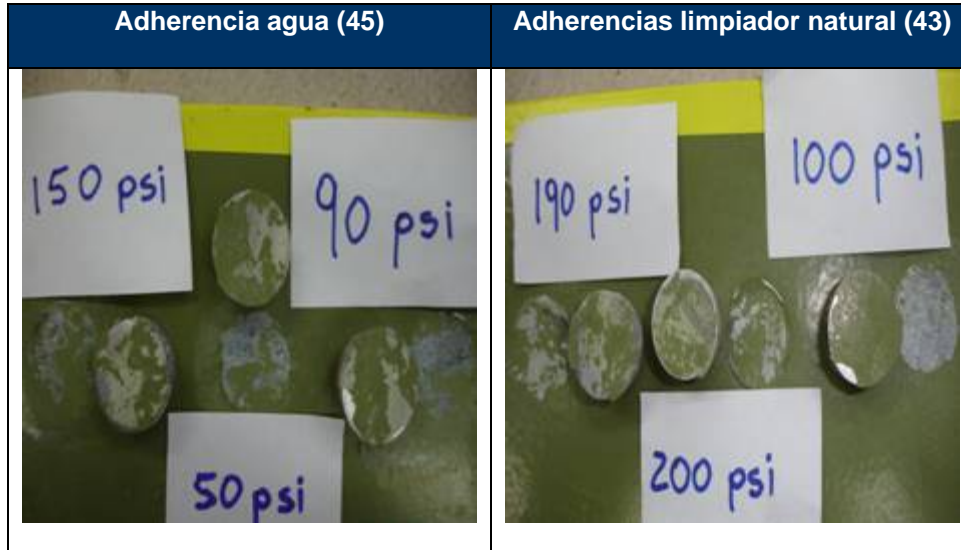 Adherencia agua (45)
Adherencias limpiador natural (43)
150 psi
90 psi
50 psi
190 psi
100 psi
200 psi